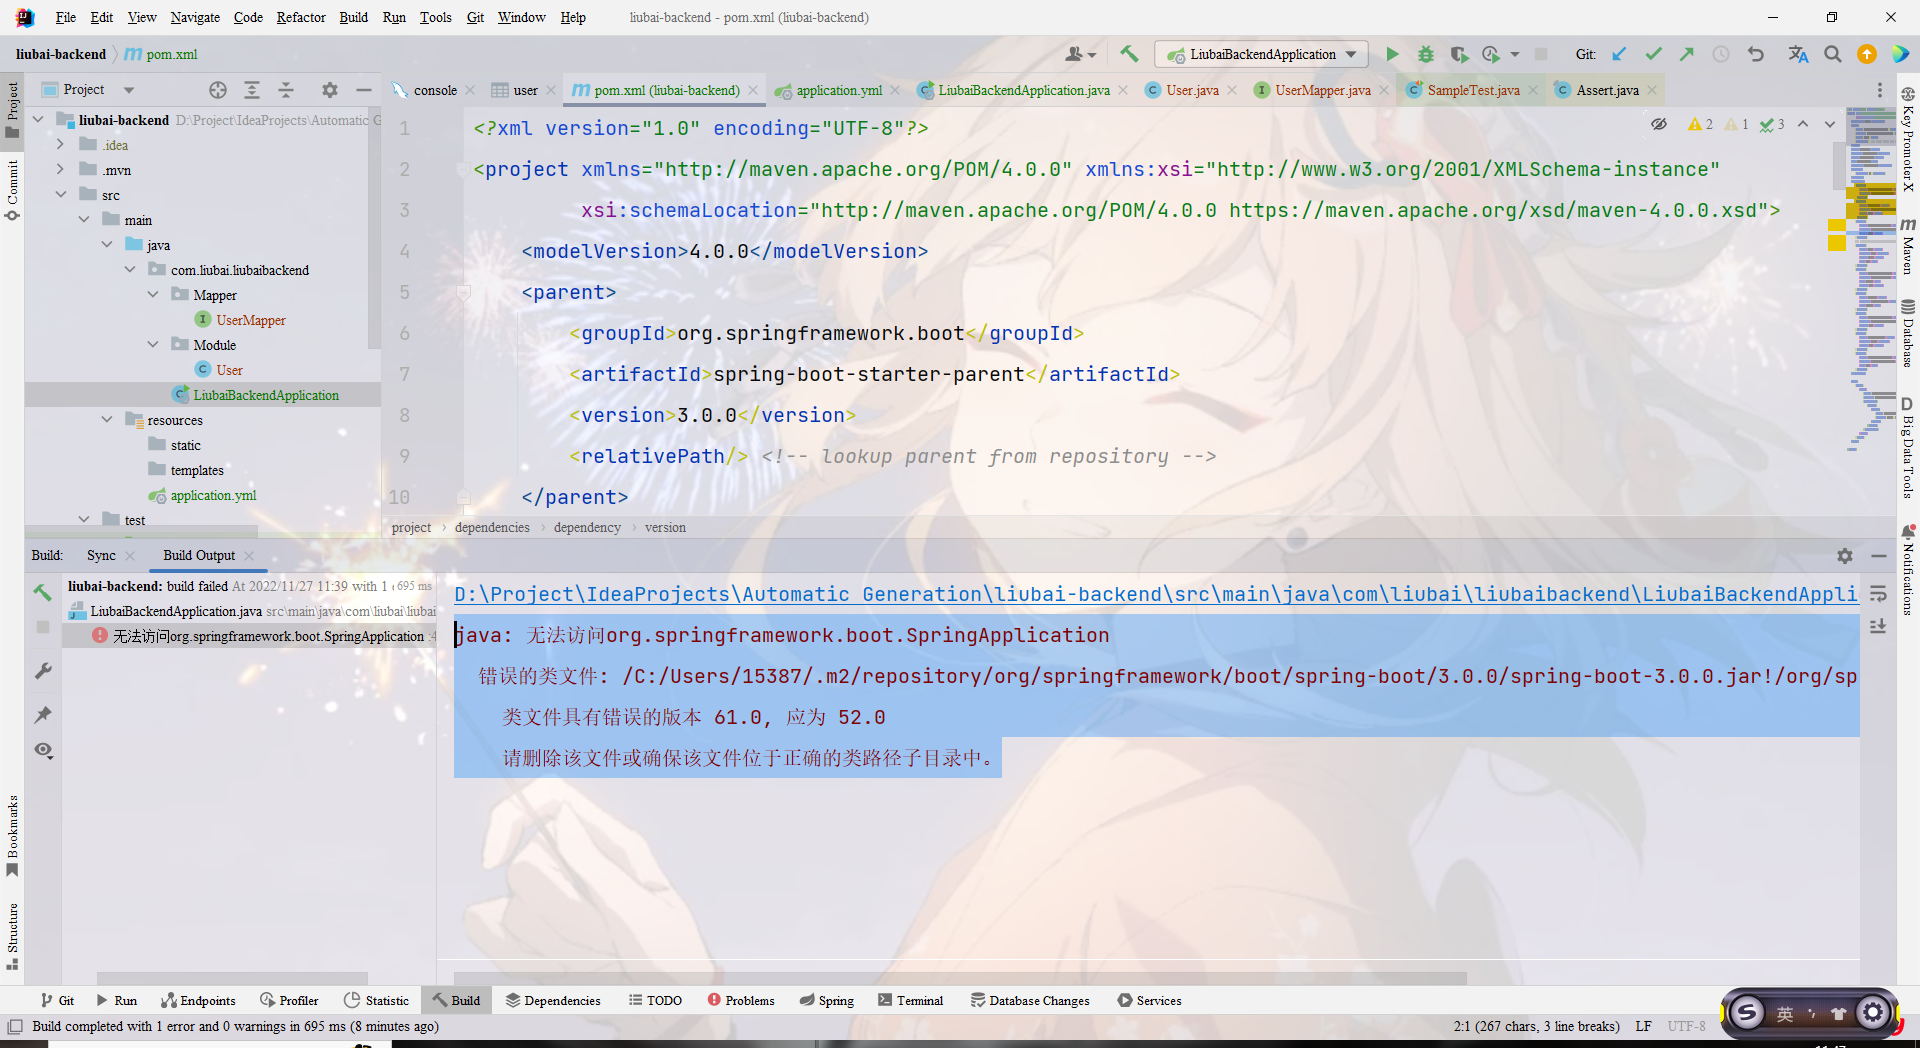 File Edit View Navigate Code Refactor Build Run Tools Git Window Help liubai-backend - pom.xml (liubai-backend)
liubai-backend pom.xml LiubaiBackendApplication Git:
Project console user pom.xml (liubai-backend) application.yml LiubaiBackendApplication.java User.java UserMapper.java SampleTest.java Assert.java
Project
Commit
Bookmarks
Structure
liubai-backend D:\Project\IdeaProjects\Automatic G
.idea
.mvn
src
main
java
com.liubai.liubaibackend
Mapper
UserMapper
Module
User
LiubaiBackendApplication
resources
static
templates
application.yml
test
2 1 3
1 <?xml version="1.0" encoding="UTF-8"?>
2 <project xmlns="http://maven.apache.org/POM/4.0.0" xmlns:xsi="http://www.w3.org/2001/XMLSchema-instance"
3 xsi:schemaLocation="http://maven.apache.org/POM/4.0.0 https://maven.apache.org/xsd/maven-4.0.0.xsd">
4 <modelVersion>4.0.0</modelVersion>
5 <parent>
6 <groupId>org.springframework.boot</groupId>
7 <artifactId>spring-boot-starter-parent</artifactId>
8 <version>3.0.0</version>
9 <relativePath/> <!-- lookup parent from repository -->
10 </parent>
project dependencies dependency version
Key Promoter X
Maven
Database
Big Data Tools
Notifications
Build: Sync Build Output
liubai-backend: build failed At 2022/11/27 11:39 with 1 695 ms
LiubaiBackendApplication.java src\main\java\com\liubai\liubai
无法访问org.springframework.boot.SpringApplication :4
D:\Project\IdeaProjects\Automatic Generation\liubai-backend\src\main\java\com\liubai\liubaibackend\LiubaiBackendApplic
java: 无法访问org.springframework.boot.SpringApplication
错误的类文件: /C:/Users/15387/.m2/repository/org/springframework/boot/spring-boot/3.0.0/spring-boot-3.0.0.jar!/org/sp
类文件具有错误的版本 61.0, 应为 52.0
请删除该文件或确保该文件位于正确的类路径子目录中。
Git Run Endpoints Profiler Statistic Build Dependencies TODO Problems Spring Terminal Database Changes Services
Build completed with 1 error and 0 warnings in 695 ms (8 minutes ago) 2:1 (267 chars, 3 line breaks) LF UTF-8
英